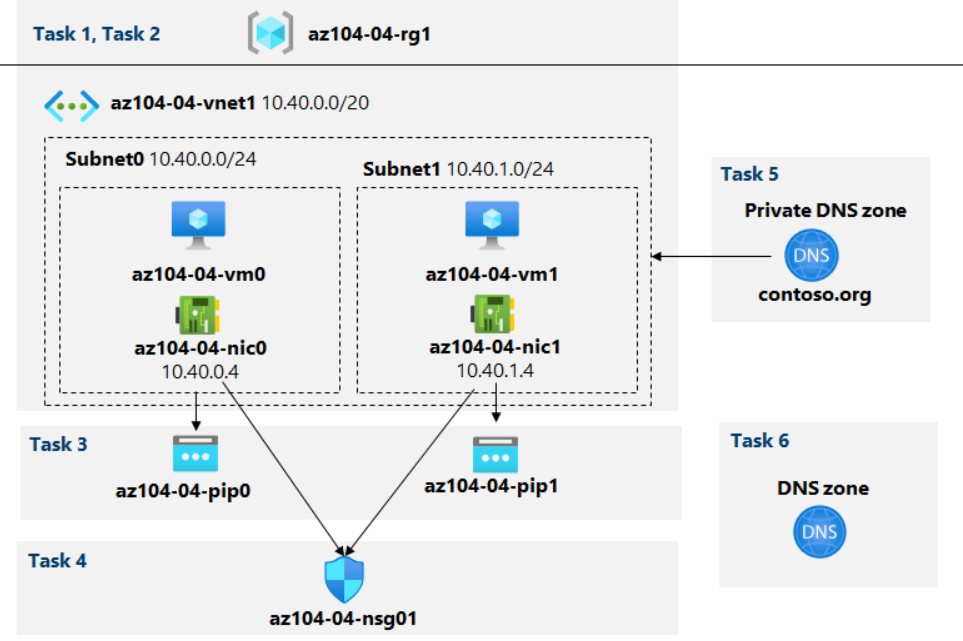 Task 1, Task 2
az104-04-rg1
az104-04-vnet1 10.40.0.0/20
Subnet0 10.40.0.0/24
Subnet1 10.40.1.0/24
az104-04-vm0
az104-04-vm1
az104-04-nic0
10.40.0.4
az104-04-nic1
10.40.1.4
Task 5
Private DNS zone
DNS
contoso.org
Task 3
az104-04-pip0
az104-04-pip1
Task 6
DNS zone
DNS
Task 4
az104-04-nsg01